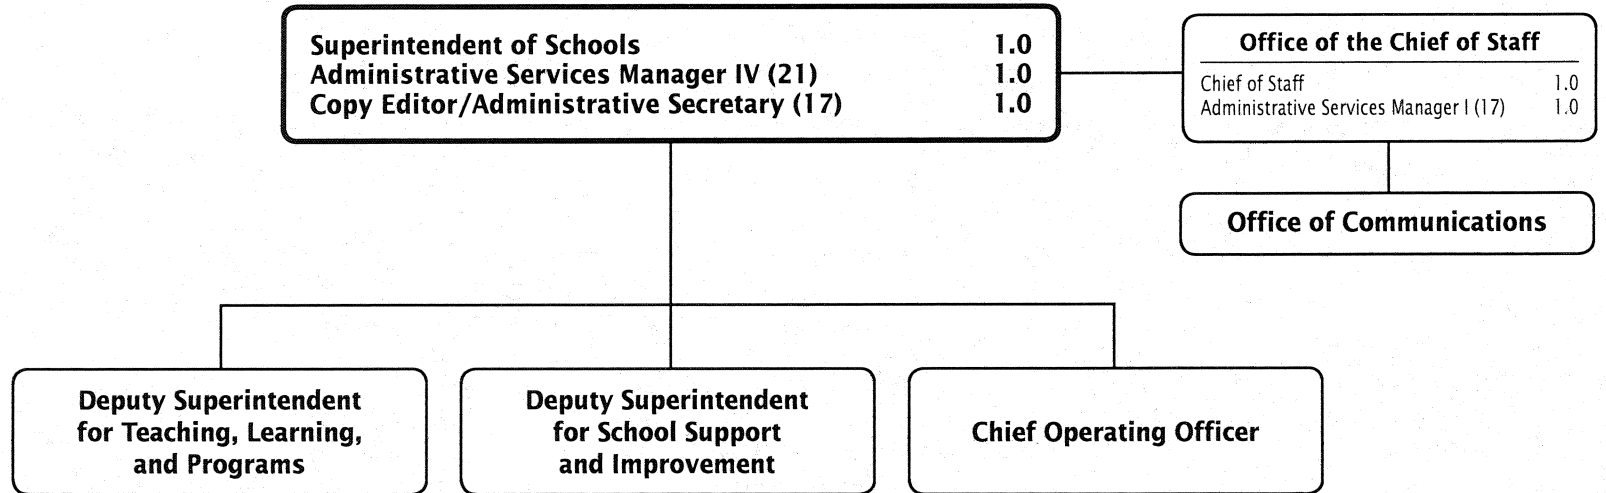 Superintendent of Schools 1.0
Administrative Services Manager IV (21) 1.0
Copy Editor/Administrative Secretary (17) 1.0
Office of the Chief of Staff
Chief of Staff 1.0
Administrative Services Manager I (17) 1.0
Office of Communications
Deputy Superintendent
for Teaching, Learning,
and Programs
Deputy Superintendent
for School Support
and Improvement
Chief Operating Officer